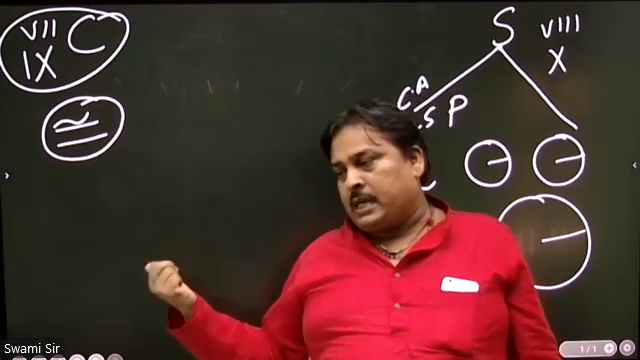 VII C
IX
≅
S VIII
X
C.A
.S P
Swami Sir
1/1